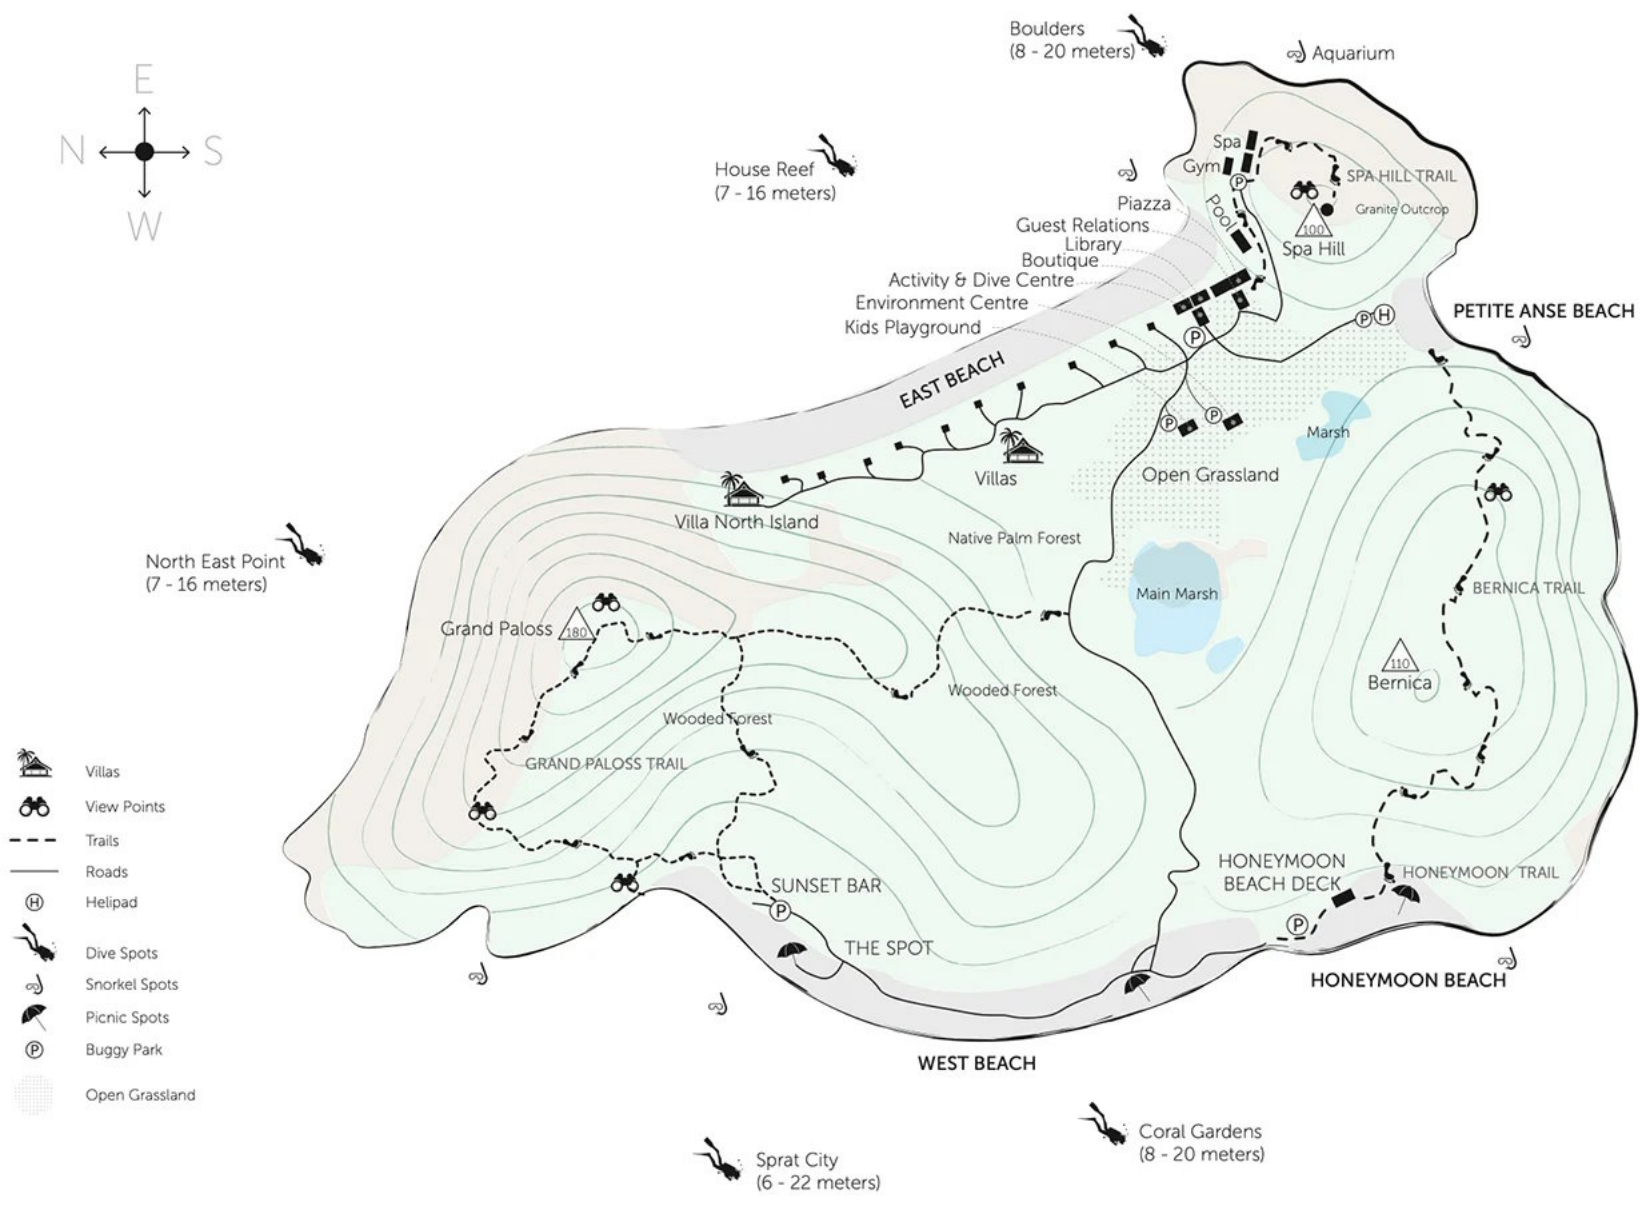 Boulders
(8 - 20 meters)
Aquarium
E
N
S
W
House Reef
(7 - 16 meters)
Spa
Gym
P
SPA HILL TRAIL
Piazza
Pool
Granite Outcrop
100
Spa Hill
Guest Relations
Library
Boutique
Activity & Dive Centre
Environment Centre
Kids Playground
P
P
H
PETITE ANSE BEACH
EAST BEACH
P
P
Marsh
Villas
Open Grassland
Villa North Island
Native Palm Forest
North East Point
(7 - 16 meters)
Main Marsh
BERNICA TRAIL
Grand Paloss
180
110
Bernica
Wooded Forest
Wooded Forest
GRAND PALOSS TRAIL
SUNSET BAR
P
THE SPOT
HONEYMOON
BEACH DECK
HONEYMOON TRAIL
P
HONEYMOON BEACH
WEST BEACH
Villas
View Points
Trails
Roads
H
Helipad
Dive Spots
Snorkel Spots
Picnic Spots
P
Buggy Park
Open Grassland
Coral Gardens
(8 - 20 meters)
Sprat City
(6 - 22 meters)